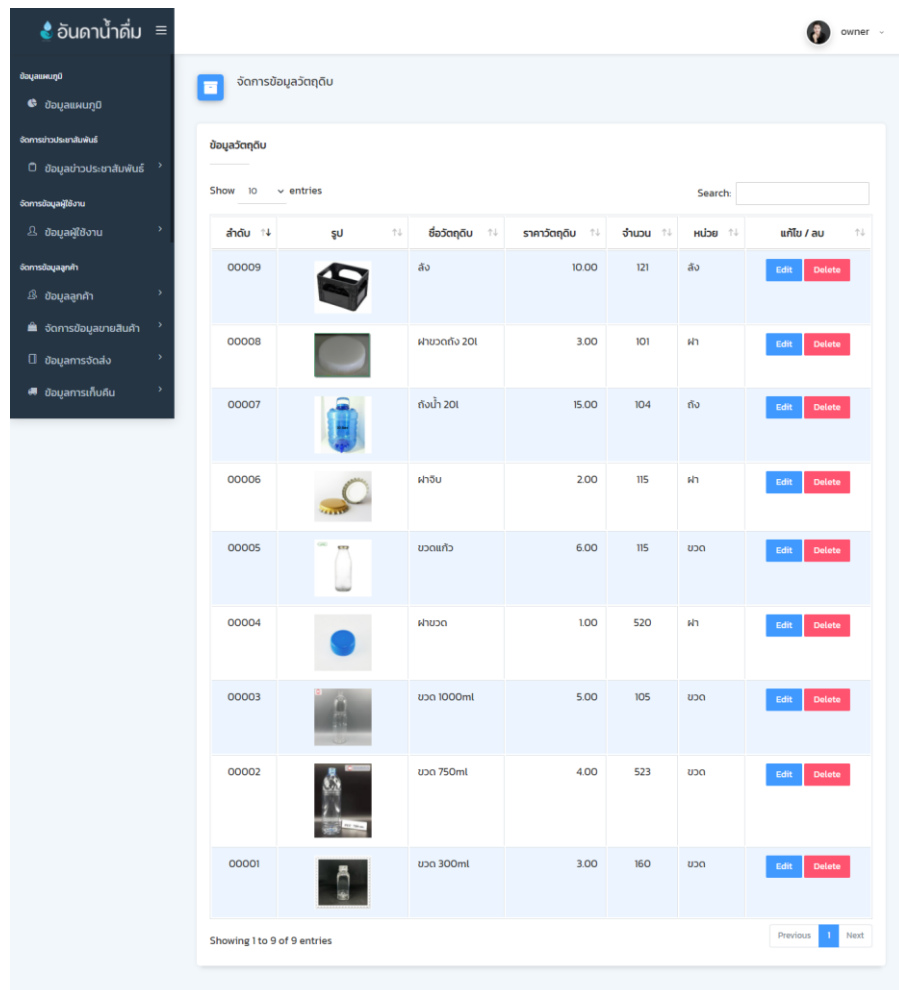 อันดาน้ำดื่ม
owner
ข้อมูลแผนภูมิ
ข้อมูลแผนภูมิ
จัดการข่าวประชาสัมพันธ์
ข้อมูลข่าวประชาสัมพันธ์
จัดการข้อมูลผู้ใช้งาน
ข้อมูลผู้ใช้งาน
จัดการข้อมูลลูกค้า
ข้อมูลลูกค้า
จัดการข้อมูลขายสินค้า
ข้อมูลการจัดส่ง
ข้อมูลการเก็บคืน
จัดการข้อมูลวัตถุดิบ
ข้อมูลวัตถุดิบ
Show 10 entries Search:
ลำดับ รูป ชื่อวัตถุดิบ ราคาวัตถุดิบ จำนวน หน่วย แก้ไข / ลบ
00009 ลัง 10.00 121 ลัง Edit Delete
00008 ฝาขวดถัง 20l 3.00 101 ฝา Edit Delete
00007 ถังน้ำ 20l 15.00 104 ถัง Edit Delete
00006 ฝาจีบ 2.00 115 ฝา Edit Delete
00005 ขวดแก้ว 6.00 115 ขวด Edit Delete
00004 ฝาขวด 1.00 520 ฝา Edit Delete
00003 ขวด 1000ml 5.00 105 ขวด Edit Delete
00002 ขวด 750ml 4.00 523 ขวด Edit Delete
00001 ขวด 300ml 3.00 160 ขวด Edit Delete
Showing 1 to 9 of 9 entries
Previous 1 Next